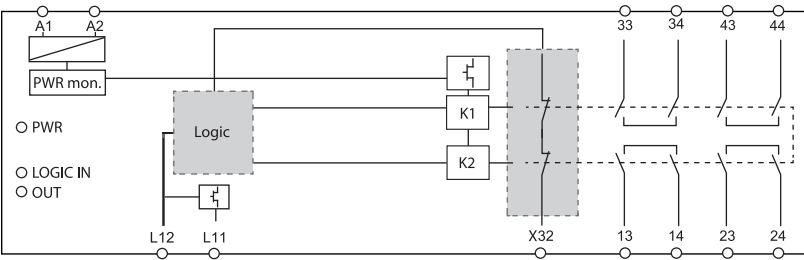 A1 A2 33 34 43 44
PWR mon.
K1
PWR
Logic
K2
LOGIC IN
OUT
L12 L11 X32 13 14 23 24